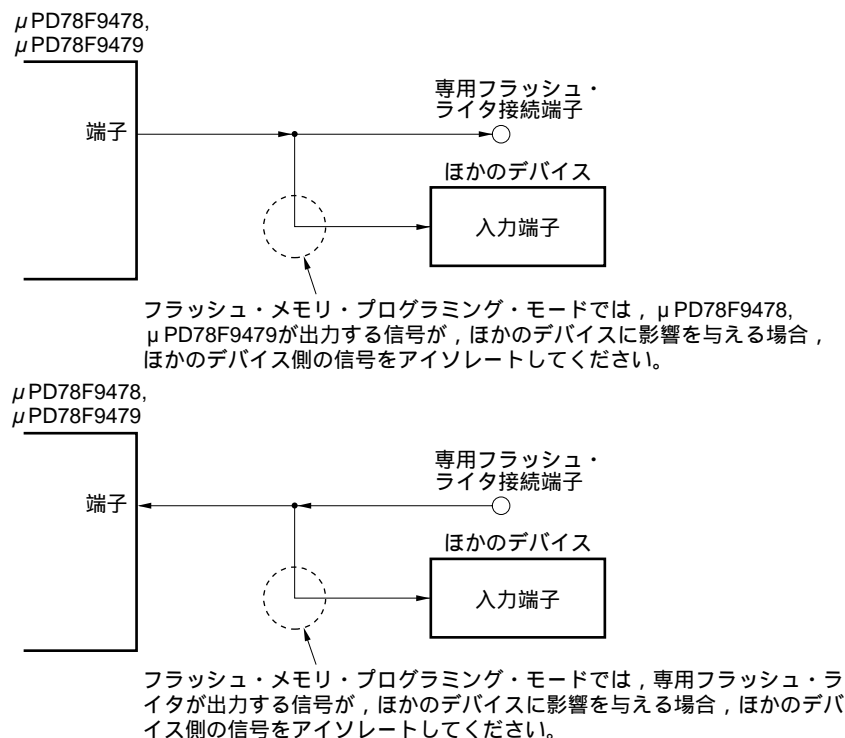 μPD78F9478,
μPD78F9479
専用フラッシュ・
ライタ接続端子
端子
ほかのデバイス
入力端子
フラッシュ・メモリ・プログラミング・モードでは，μPD78F9478,
μPD78F9479が出力する信号が，ほかのデバイスに影響を与える場合，
ほかのデバイス側の信号をアイソレートしてください。
μPD78F9478,
μPD78F9479
専用フラッシュ・
ライタ接続端子
端子
ほかのデバイス
入力端子
フラッシュ・メモリ・プログラミング・モードでは，専用フラッシュ・ラ
イタが出力する信号が，ほかのデバイスに影響を与える場合，ほかのデバ
イス側の信号をアイソレートしてください。